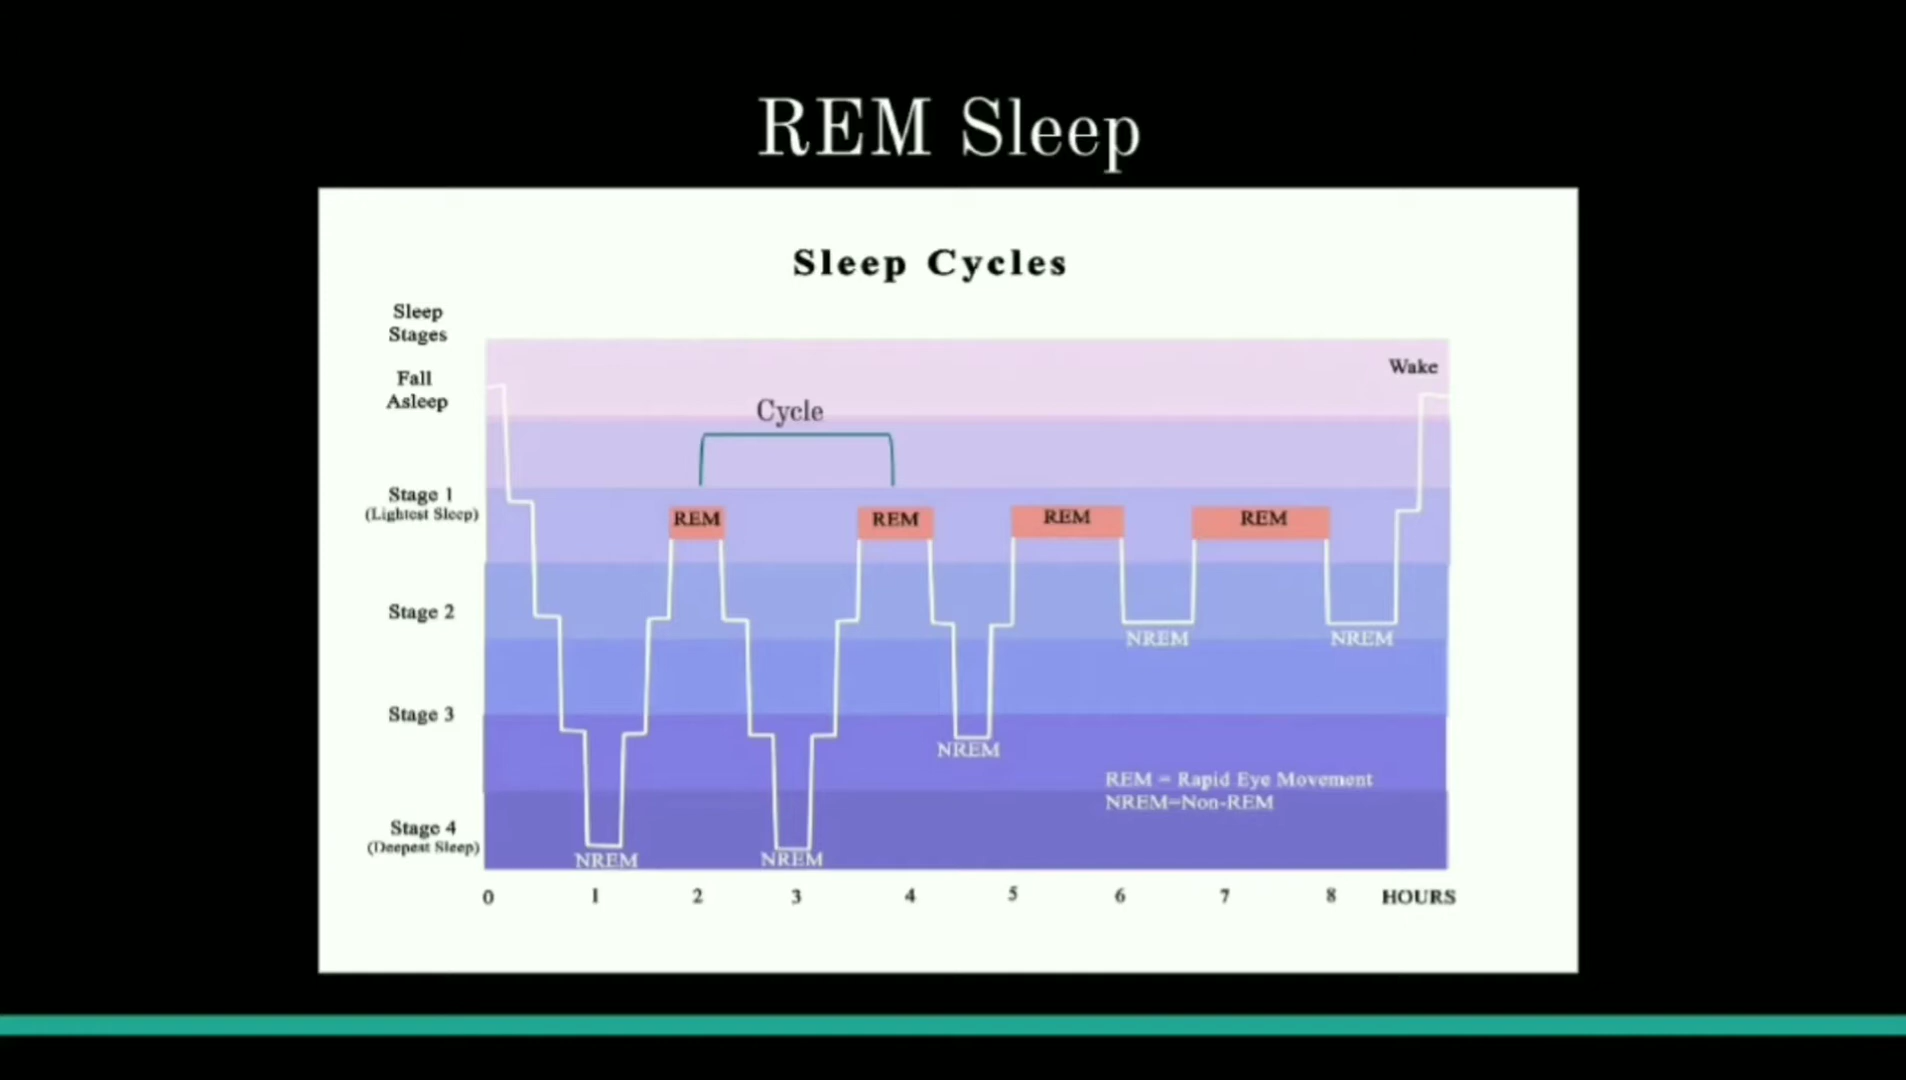 REM Sleep
Sleep Cycles
Sleep
Stages
Fall
Asleep
Wake
Cycle
Stage 1
(Lightest Sleep)
REM
REM
REM
REM
Stage 2
NREM
NREM
Stage 3
NREM
REM = Rapid Eye Movement
NREM=Non-REM
Stage 4
(Deepest Sleep)
NREM
NREM
0 1 2 3 4 5 6 7 8 HOURS